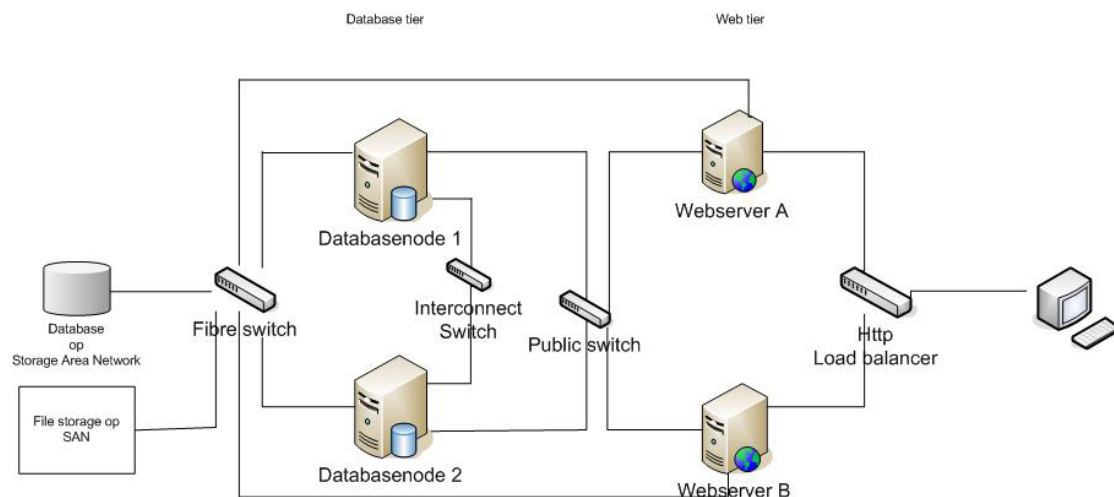 Database tier
Web tier
Databasenode 1
Webserver A
Database
op
Storage Area Network
Fibre switch
Interconnect
Switch
Public switch
Http
Load balancer
File storage op
SAN
Databasenode 2
Webserver B